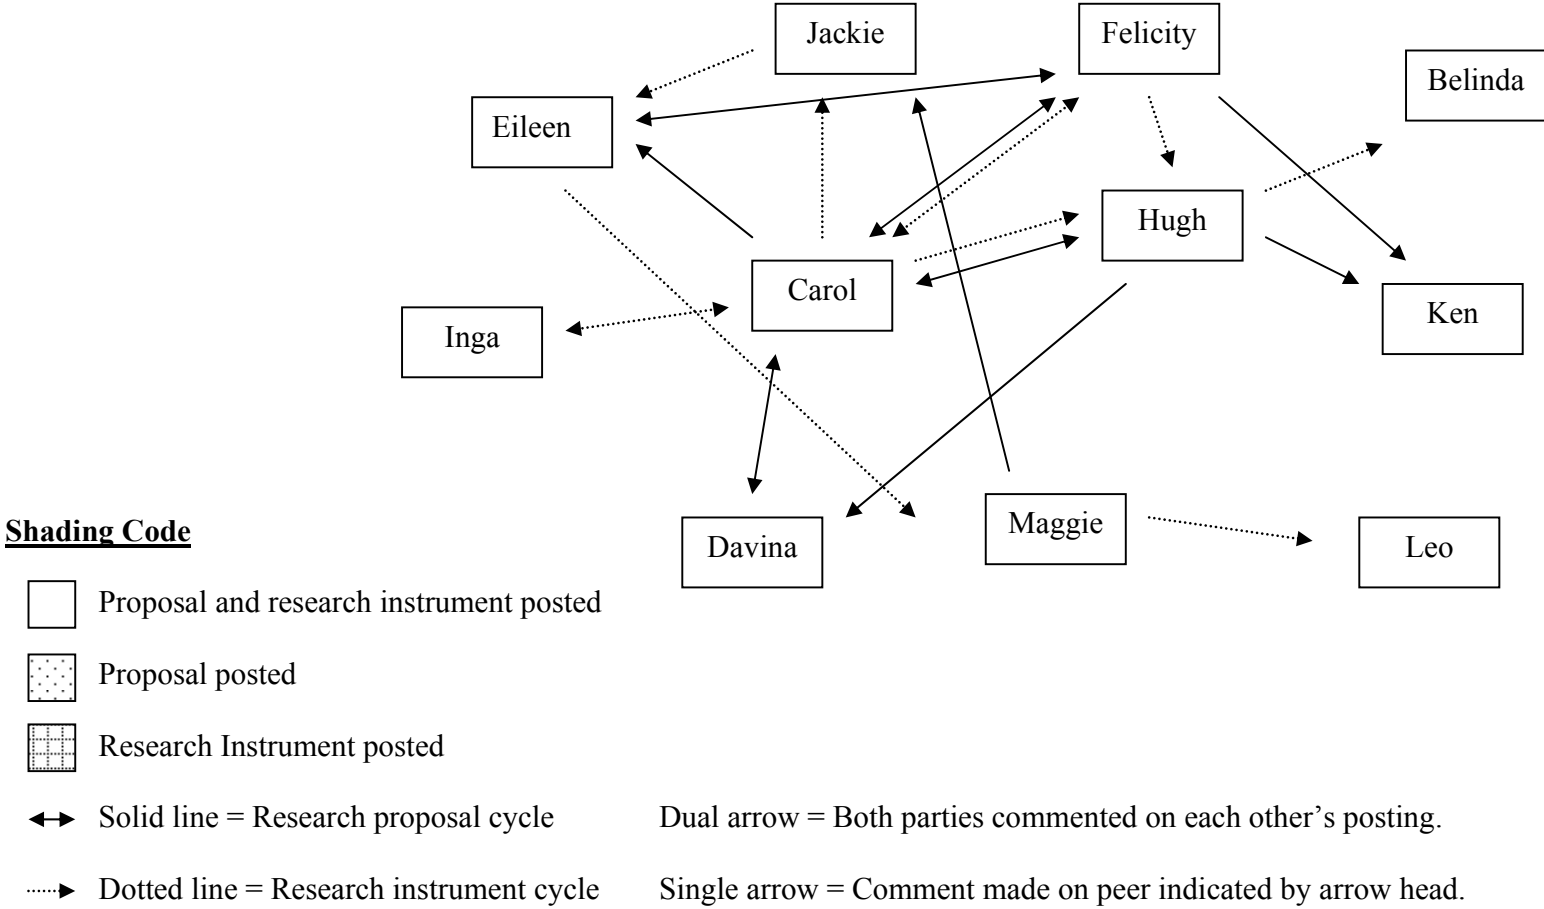 Jackie
Felicity
Belinda
Eileen
Hugh
Carol
Ken
Inga
Maggie
Davina
Leo
Shading Code
Proposal and research instrument posted
Proposal posted
Research Instrument posted
Solid line = Research proposal cycle
Dual arrow = Both parties commented on each other’s posting.
Dotted line = Research instrument cycle
Single arrow = Comment made on peer indicated by arrow head.